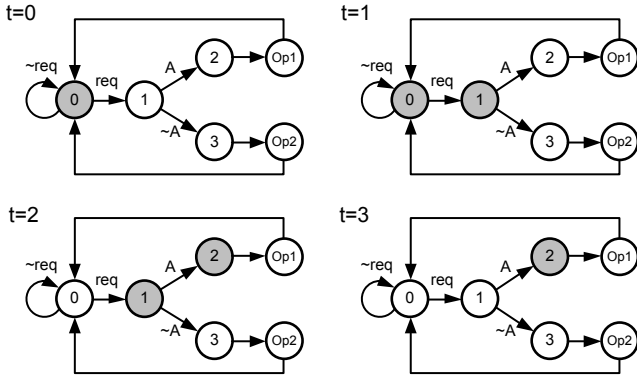 t=0
~req
0
req
1
A
~A
2
3
Op1
Op2
t=1
~req
0
req
1
A
~A
2
3
Op1
Op2
t=2
~req
0
req
1
A
~A
2
3
Op1
Op2
t=3
~req
0
req
1
A
~A
2
3
Op1
Op2